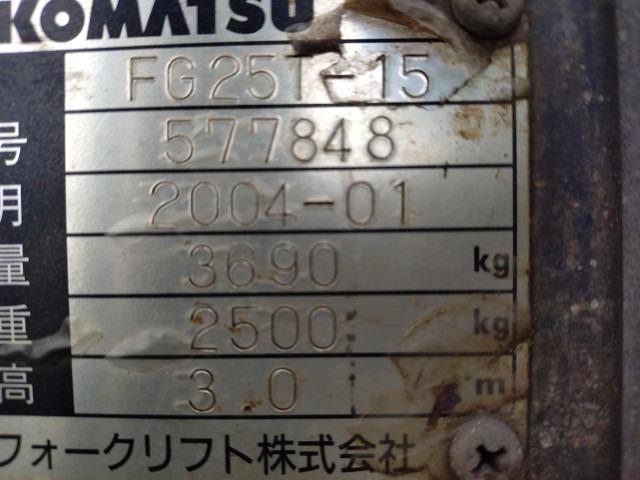 KOMATSU
FG25T-15
号 577848
月 2004-01
量 3690 kg
重 2500 kg
高 3.0 m
フォークリフト株式会社